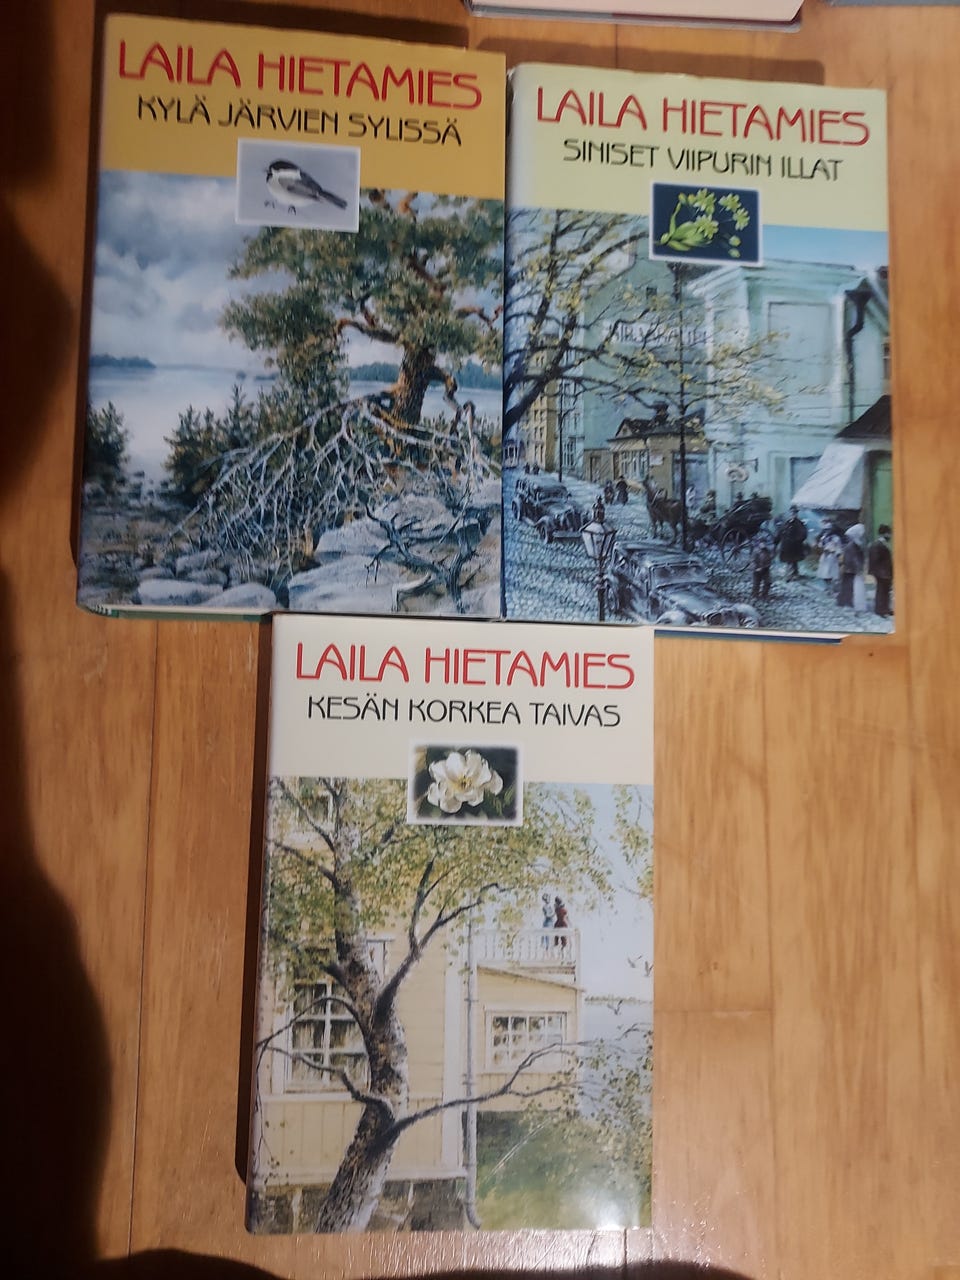 LAILA HIETAMIES
KYLÄ JÄRVIEN SYLISSÄ
LAILA HIETAMIES
SINISET VIIPURIN ILLAT
LAILA HIETAMIES
KESÄN KORKEA TAIVAS